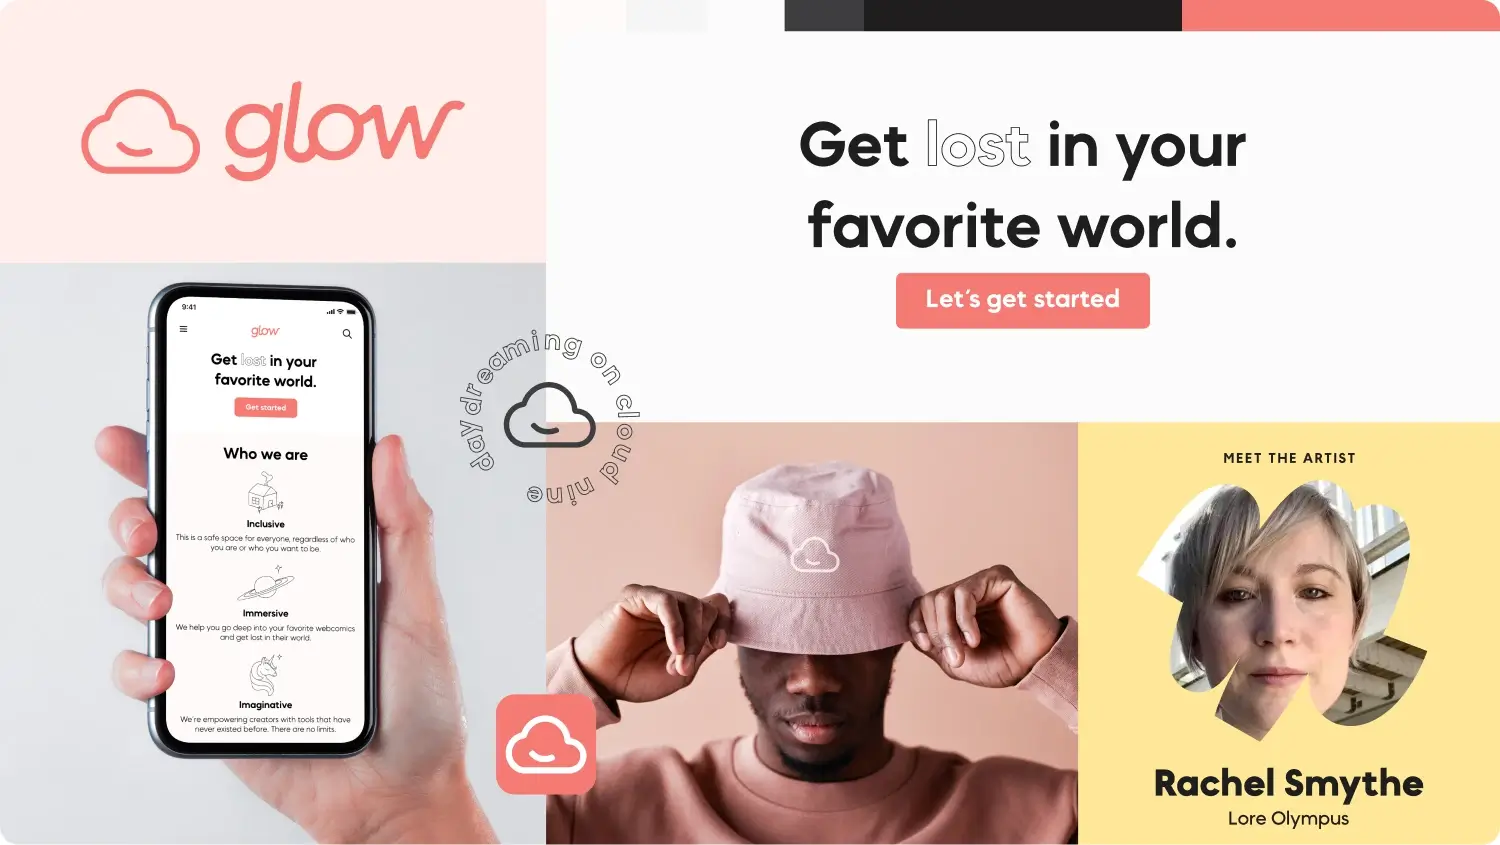 glow
Get lost in your
favorite world.
Let's get started
9:41
glow
Get lost in your
favorite world.
Get started
Who we are
Inclusive
This is a safe space for everyone, regardless of who
you are or who you want to be.
Immersive
We help you go deep into your favorite webcomics
and get lost in their world.
Imaginative
We're empowering creators with tools that have
never existed before. There are no limits.
daydreaming on cloud nine
MEET THE ARTIST
Rachel Smythe
Lore Olympus